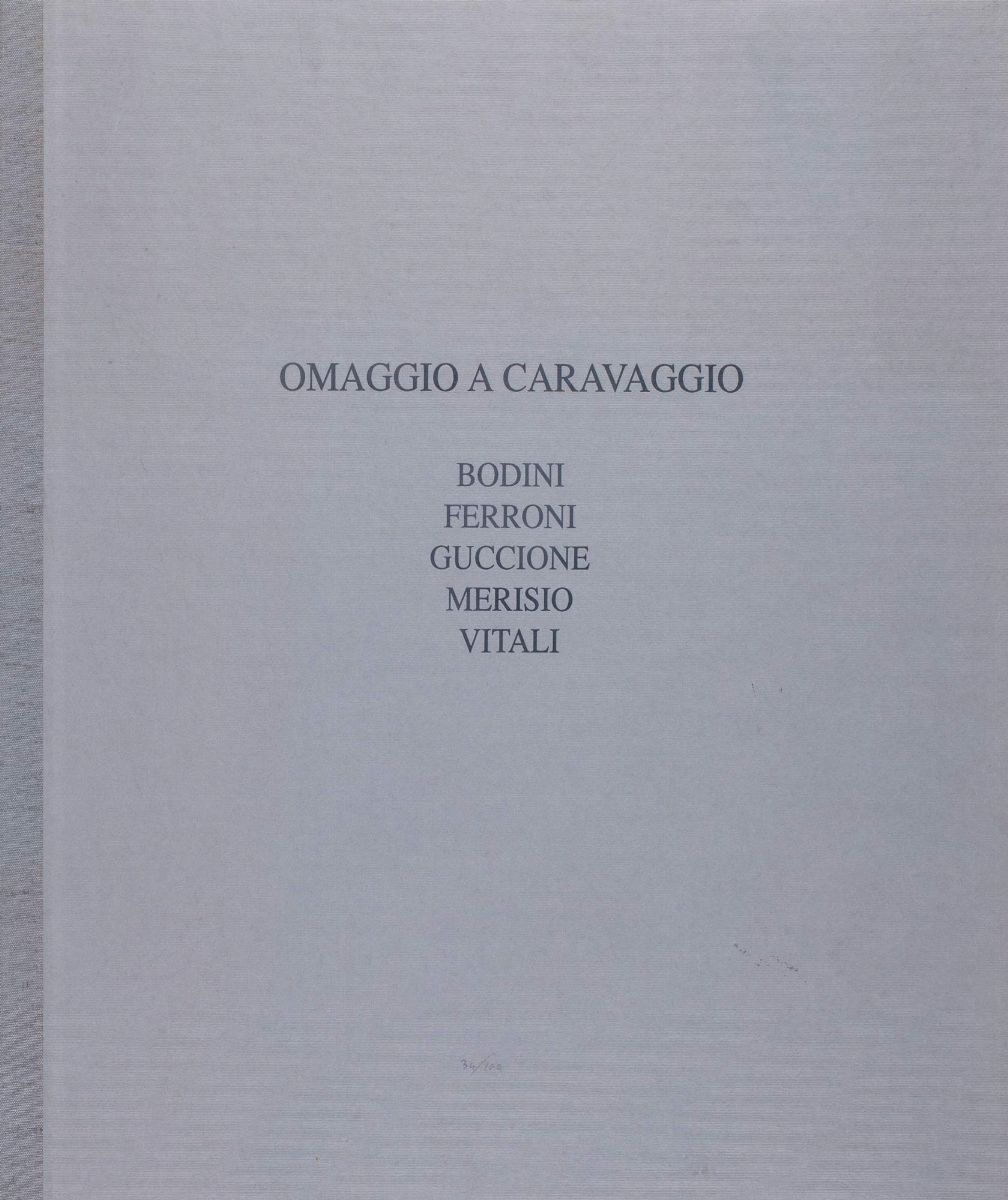 OMAGGIO A CARAVAGGIO
BODINI
FERRONI
GUCCIONE
MERISIO
VITALI